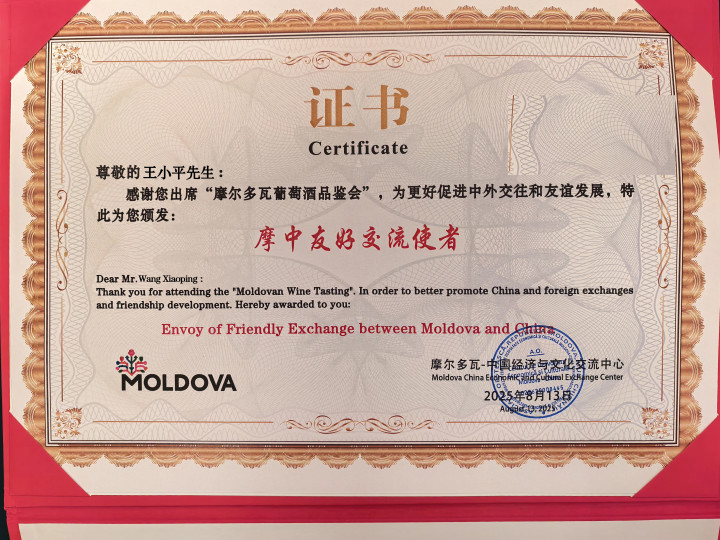 证书
Certificate
尊敬的王小平先生:
感谢您出席“摩尔多瓦葡萄酒品鉴会”,为更好促进中外交往和友谊发展,特
此为您颁发:
摩中友好交流使者
Dear Mr.Wang Xiaoping:
Thank you for attending the "Moldovan Wine Tasting". In order to better promote China and foreign exchanges
and friendship development. Hereby awarded to you:
Envoy of Friendly Exchange between Moldova and China
MOLDOVA
摩尔多瓦-中国经济与文化交流中心
Moldova China Economic and Cultural Exchange Center
2025年8月13日
August 13, 2025
A.O.